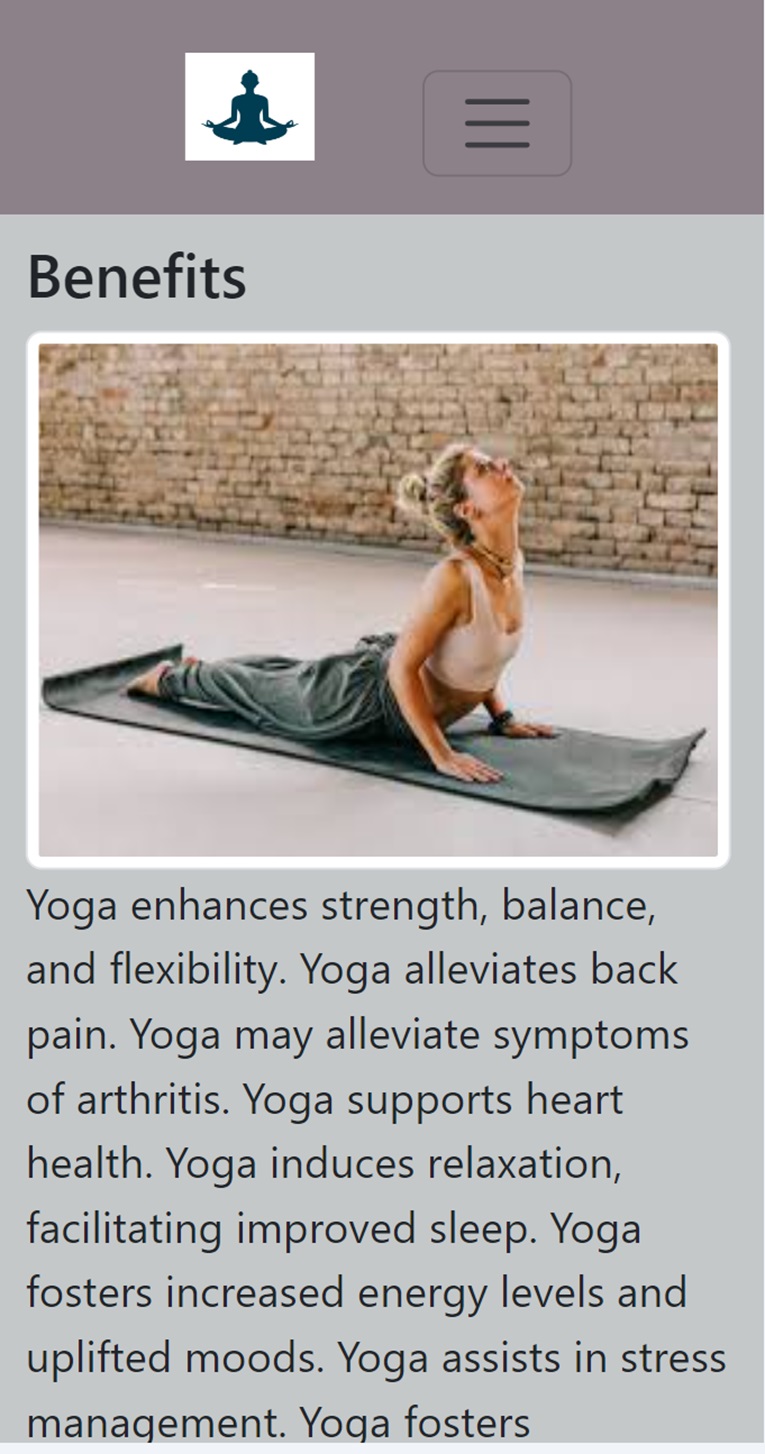 Benefits
Yoga enhances strength, balance,
and flexibility. Yoga alleviates back
pain. Yoga may alleviate symptoms
of arthritis. Yoga supports heart
health. Yoga induces relaxation,
facilitating improved sleep. Yoga
fosters increased energy levels and
uplifted moods. Yoga assists in stress
management. Yoga fosters